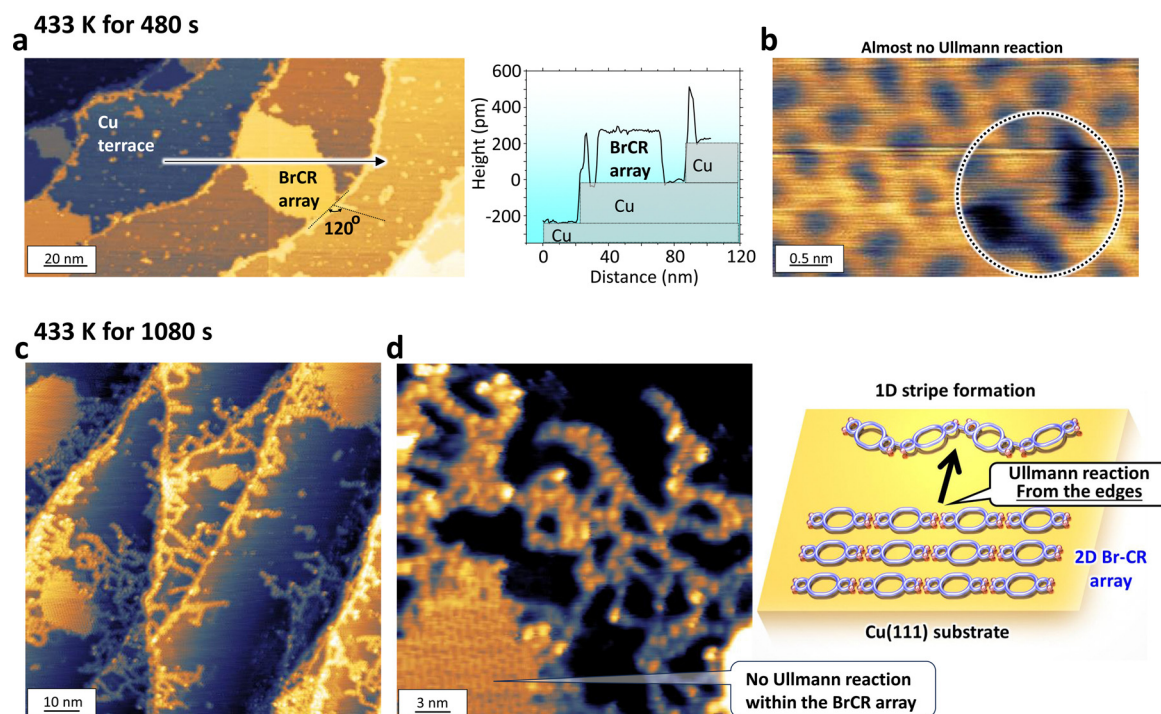 433 K for 480 s
a
Cu
terrace
BrCR
array
120°
20 nm
Height (pm)
600
400
200
0
-200
BrCR
array
Cu
Cu
Cu
0
40
80
120
Distance (nm)
b
Almost no Ullmann reaction
0.5 nm
433 K for 1080 s
c
10 nm
d
3 nm
No Ullmann reaction
within the BrCR array
1D stripe formation
Ullmann reaction
From the edges
2D Br-CR
array
Cu(111) substrate